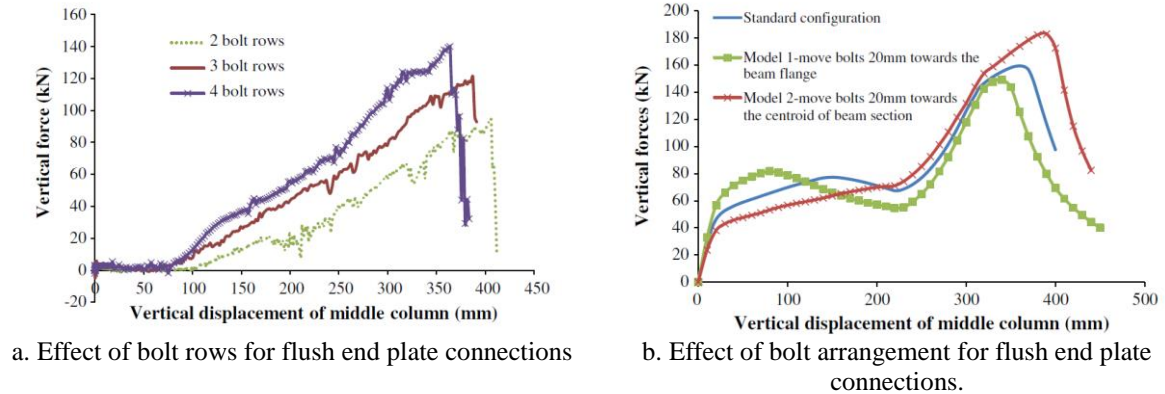 160
140
120
100
80
60
40
20
0
-20
Vertical force (kN)
2 bolt rows
3 bolt rows
4 bolt rows
0 50 100 150 200 250 300 350 400 450
Vertical displacement of middle column (mm)
a. Effect of bolt rows for flush end plate connections
200
180
160
140
120
100
80
60
40
20
0
Vertical forces (kN)
Standard configuration
Model 1-move bolts 20mm towards the
beam flange
Model 2-move bolts 20mm towards
the centroid of beam section
0 100 200 300 400 500
Vertical displacement of middle column (mm)
b. Effect of bolt arrangement for flush end plate
connections.